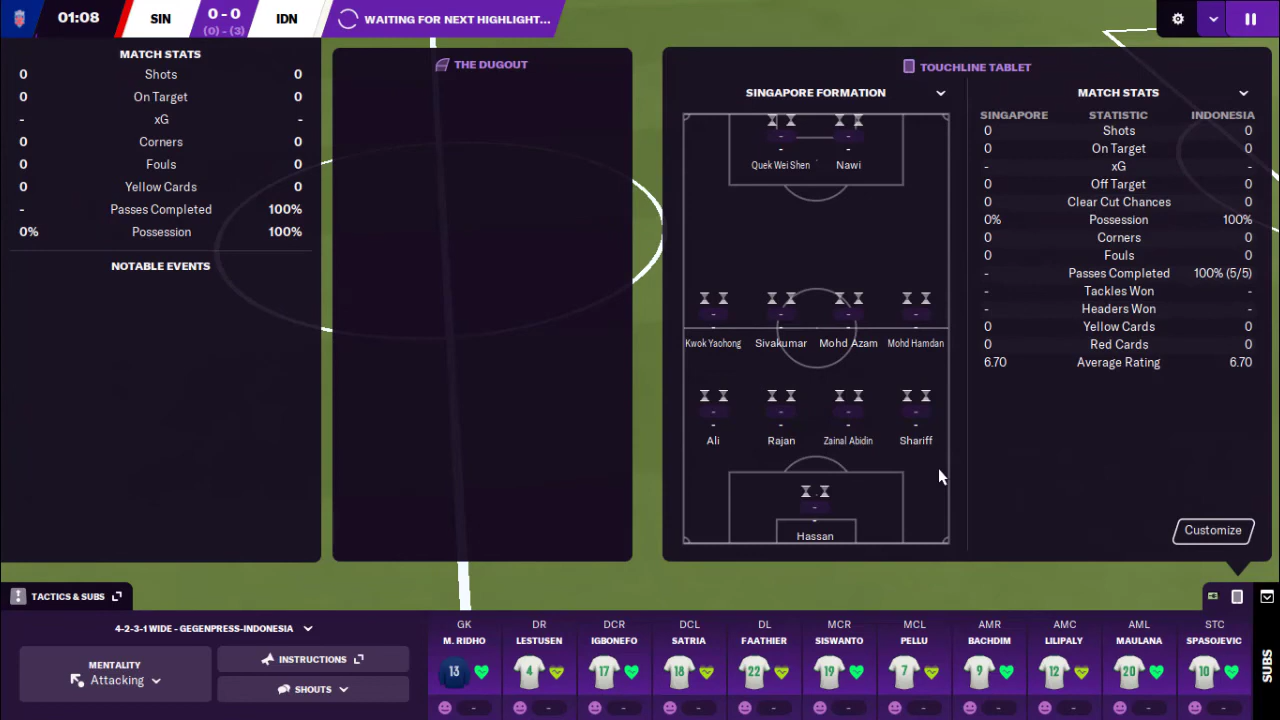 01:08 SIN 0 - 0 IDN WAITING FOR NEXT HIGHLIGHT...
(0) - (3)
MATCH STATS
0 Shots 0
0 On Target 0
- xG -
0 Corners 0
0 Fouls 0
0 Yellow Cards 0
- Passes Completed 100%
0% Possession 100%
NOTABLE EVENTS
THE DUGOUT
TOUCHLINE TABLET
SINGAPORE FORMATION
- -
- -
Quek Wei Shen Nawi
- - - -
- - - -
Kwok Yaohong Sivakumar Mohd Azam Mohd Hamdan
- - - -
- - - -
Ali Rajan Zainal Abidin Shariff
-
-
Hassan
MATCH STATS
SINGAPORE STATISTIC INDONESIA
0 Shots 0
0 On Target 0
- xG -
0 Off Target 0
0 Clear Cut Chances 0
0% Possession 100%
0 Corners 0
0 Fouls 0
- Passes Completed 100% (5/5)
- Tackles Won -
- Headers Won -
0 Yellow Cards 0
0 Red Cards 0
6.70 Average Rating 6.70
Customize
TACTICS & SUBS
4-2-3-1 WIDE - GEGENPRESS-INDONESIA
MENTALITY
Attacking
INSTRUCTIONS
SHOUTS
GK DR DCR DCL DL MCR MCL AMR AMC AML STC
M. RIDHO LESTUSEN IGBONEFO SATRIA FAATHIER SISWANTO PELLU BACHDIM LILIPALY MAULANA SPASOJEVIC
13 4 17 18 22 19 7 9 12 20 10
- - - - - - - - - - -
SUBS